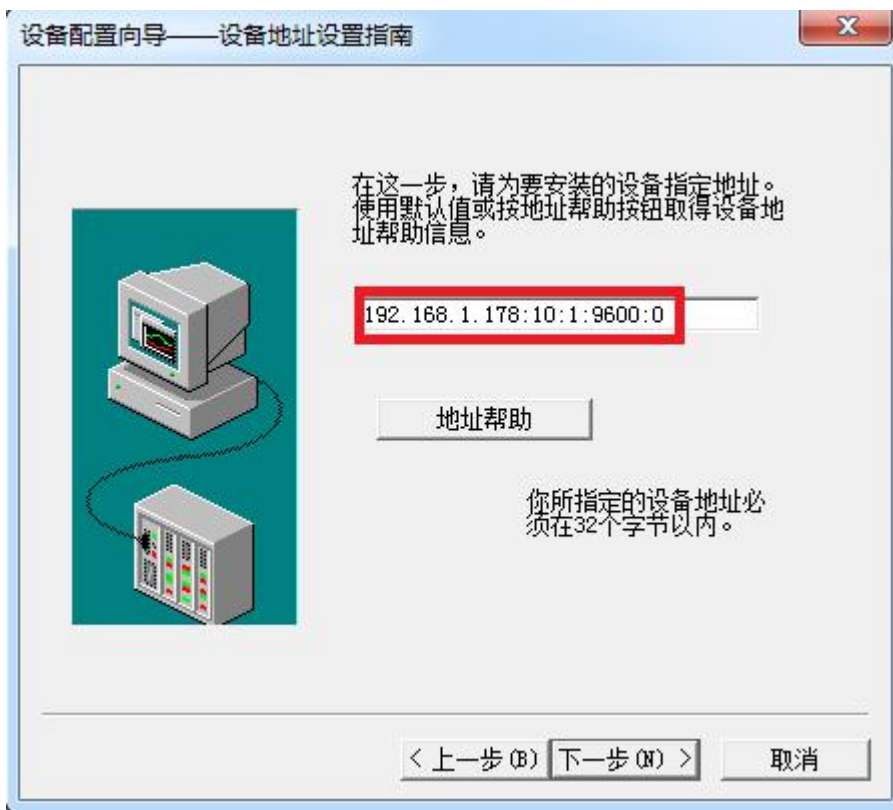 设备配置向导——设备地址设置指南
在这一步，请为要安装的设备指定地址。
使用默认值或按地址帮助按钮取得设备地
址帮助信息。
192.168.1.178:10:1:9600:0
地址帮助
你所指定的设备地址必
须在32个字节以内。
< 上一步(B) 下一步(N) > 取消